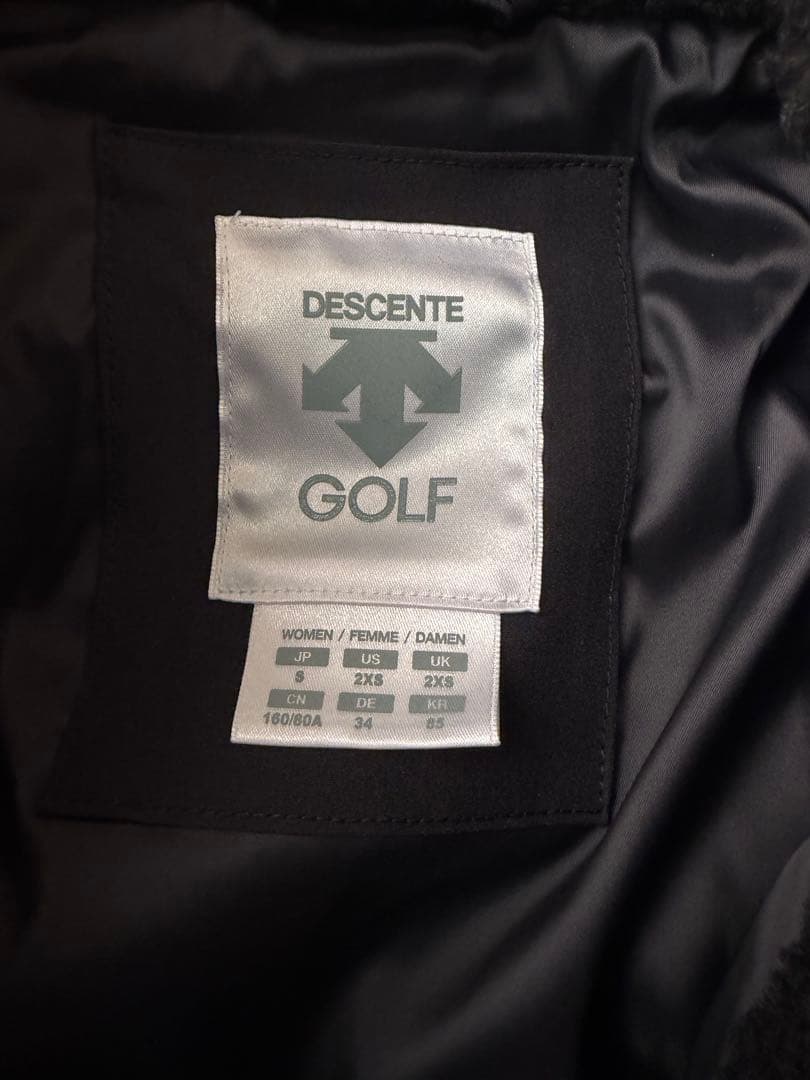 DESCENTE
GOLF
WOMEN / FEMME / DAMEN
JP US UK
S 2XS 2XS
CN DE KR
160/80A 34 85